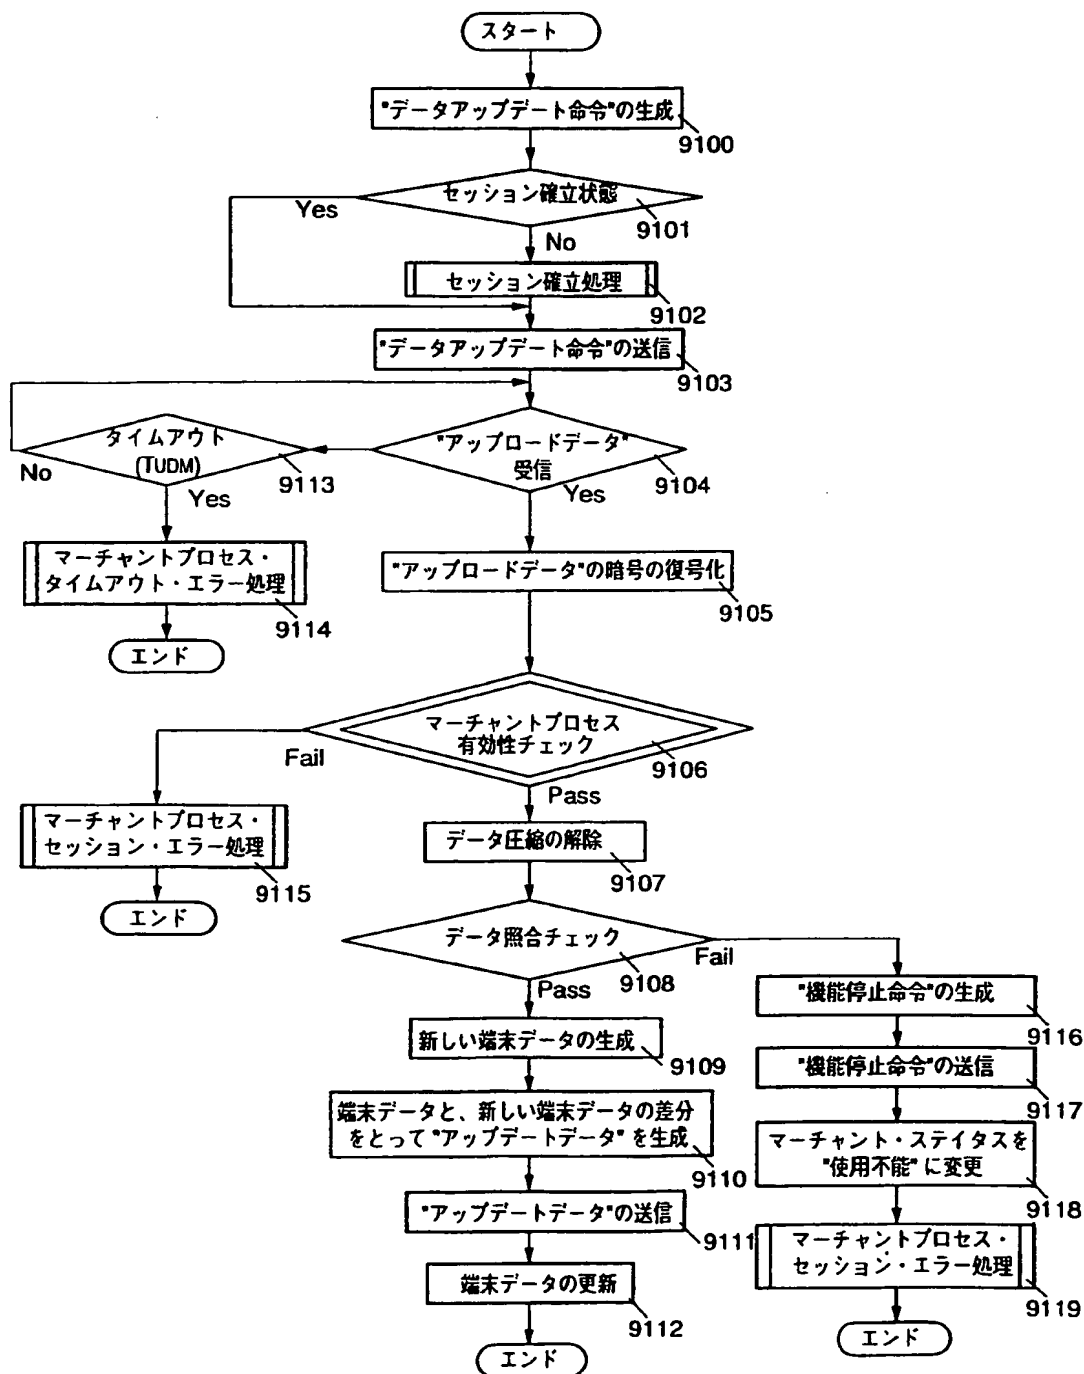 スタート
"データアップデート命令"の生成
9100
セッション確立状態
9101
Yes
No
セッション確立処理
9102
"データアップデート命令"の送信
9103
タイムアウト
(TUDM)
9113
No
Yes
"アップロードデータ"
受信
9104
Yes
マーチャントプロセス・
タイムアウト・エラー処理
9114
エンド
"アップロードデータ"の暗号の復号化
9105
マーチャントプロセス
有効性チェック
9106
Fail
Pass
マーチャントプロセス・
セッション・エラー処理
9115
エンド
データ圧縮の解除
9107
データ照合チェック
9108
Fail
Pass
新しい端末データの生成
9109
端末データと、新しい端末データの差分
をとって"アップデートデータ"を生成
9110
"アップデートデータ"の送信
9111
端末データの更新
9112
エンド
"機能停止命令"の生成
9116
"機能停止命令"の送信
9117
マーチャント・ステイタスを
"使用不能"に変更
9118
マーチャントプロセス・
セッション・エラー処理
9119
エンド